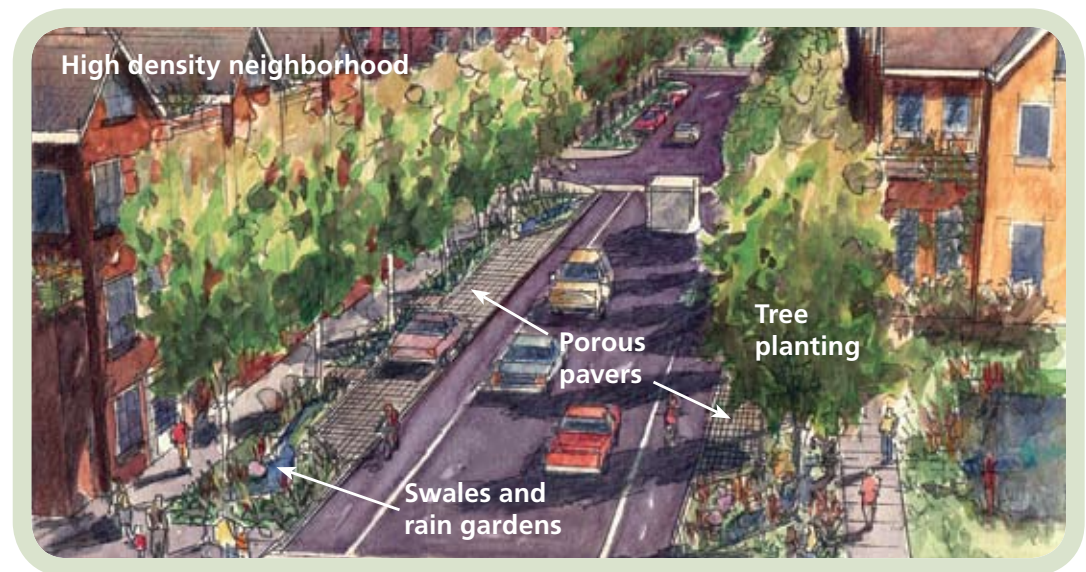 High density neighborhood
Tree
planting
Porous
pavers
Swales and
rain gardens